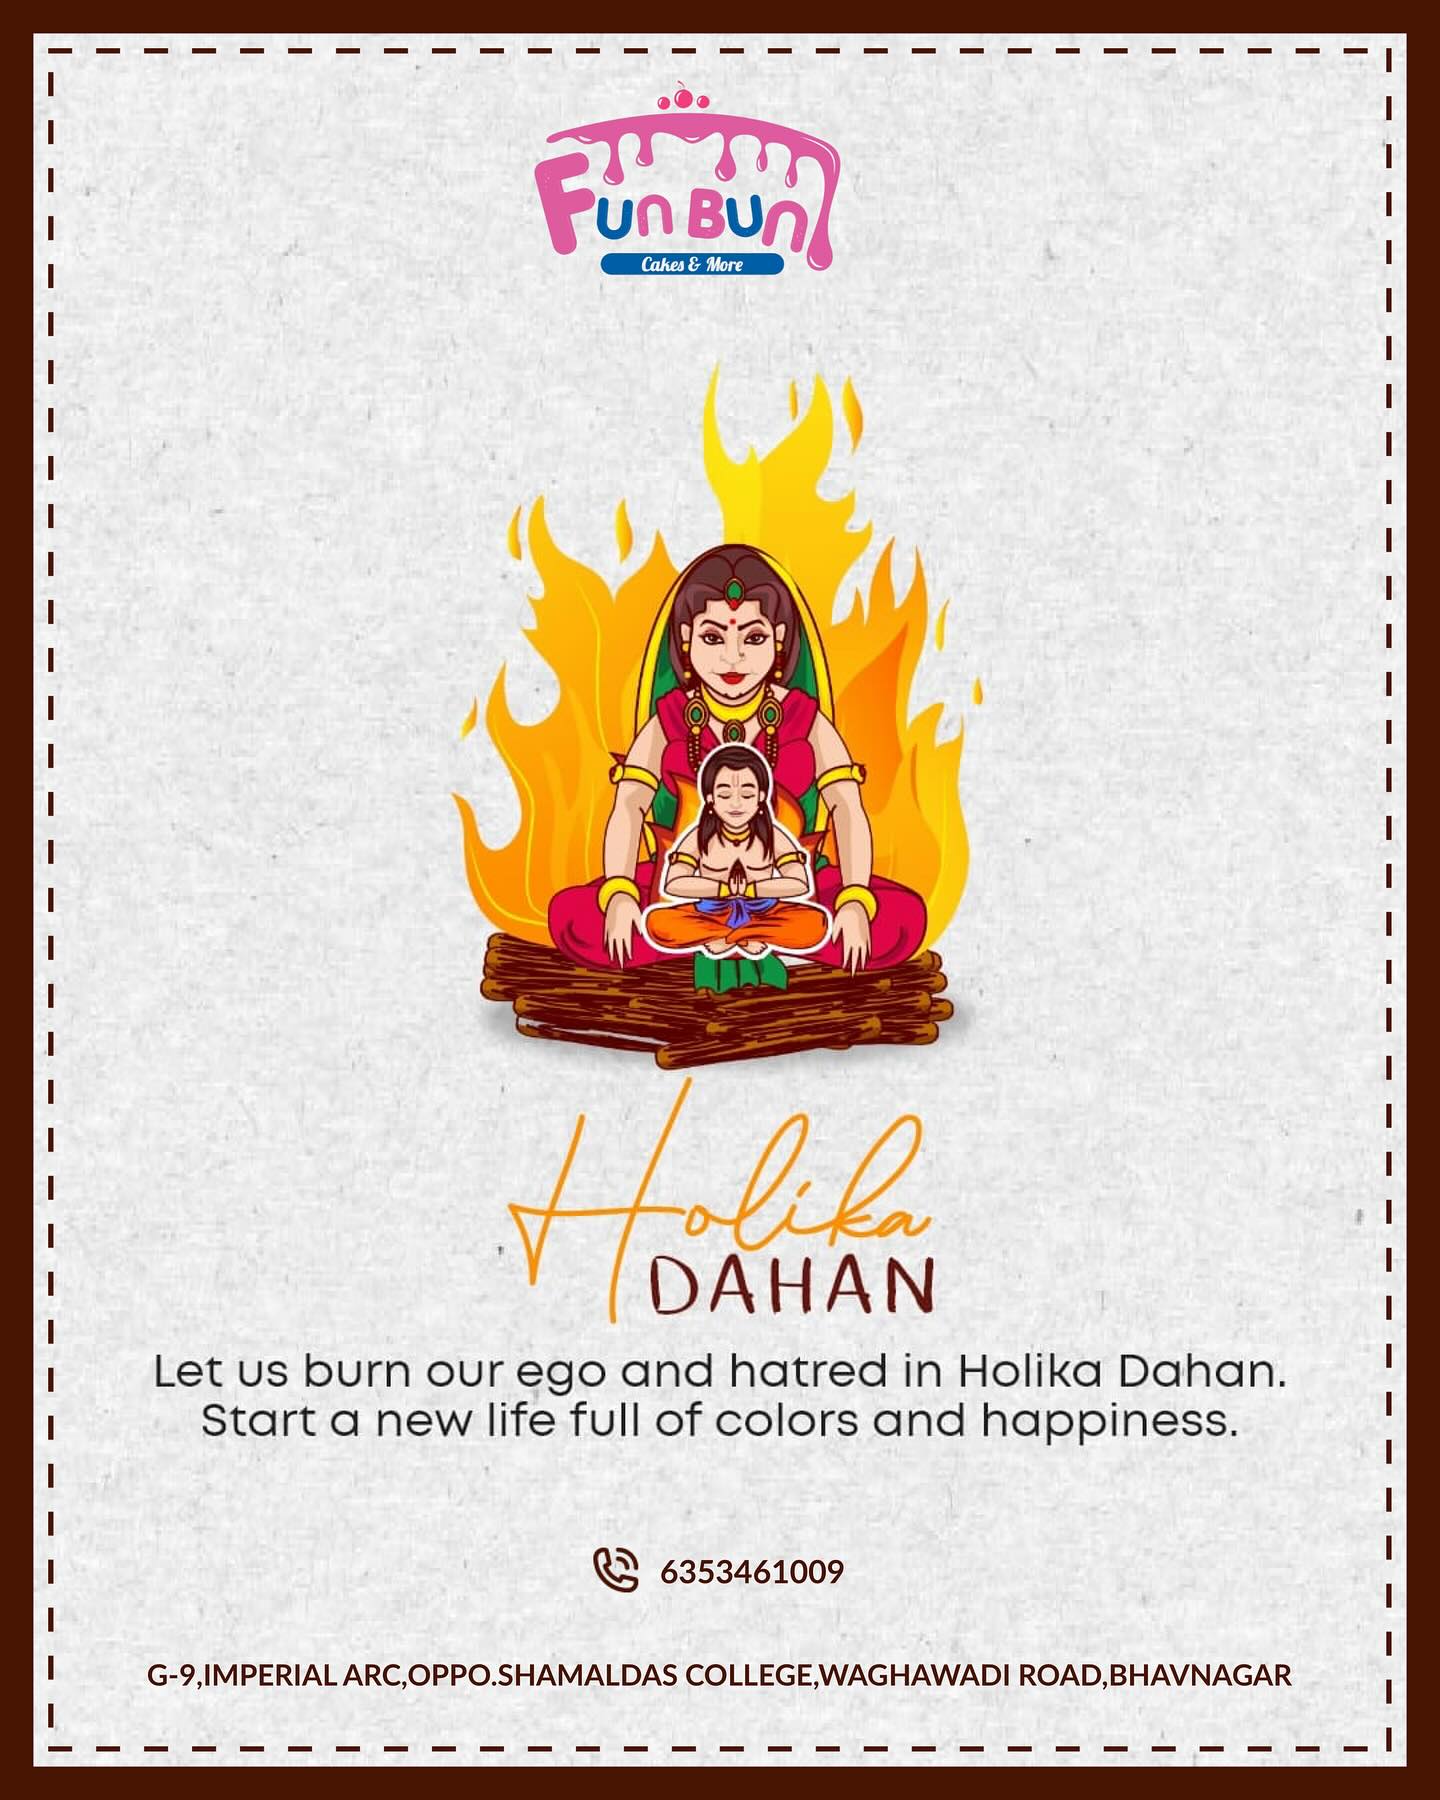 Fun Bun
Cakes & More
Holika
DAHAN
Let us burn our ego and hatred in Holika Dahan.
Start a new life full of colors and happiness.
6353461009
G-9,IMPERIAL ARC,OPPO.SHAMALDAS COLLEGE,WAGHAWADI ROAD,BHAVNAGAR